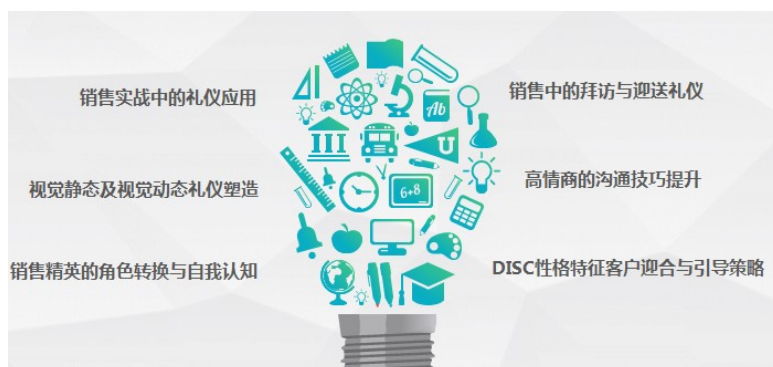 销售实战中的礼仪应用
销售中的拜访与迎送礼仪
视觉静态及视觉动态礼仪塑造
高情商的沟通技巧提升
销售精英的角色转换与自我认知
DISC性格特征客户迎合与引导策略
Ab
U
6+8